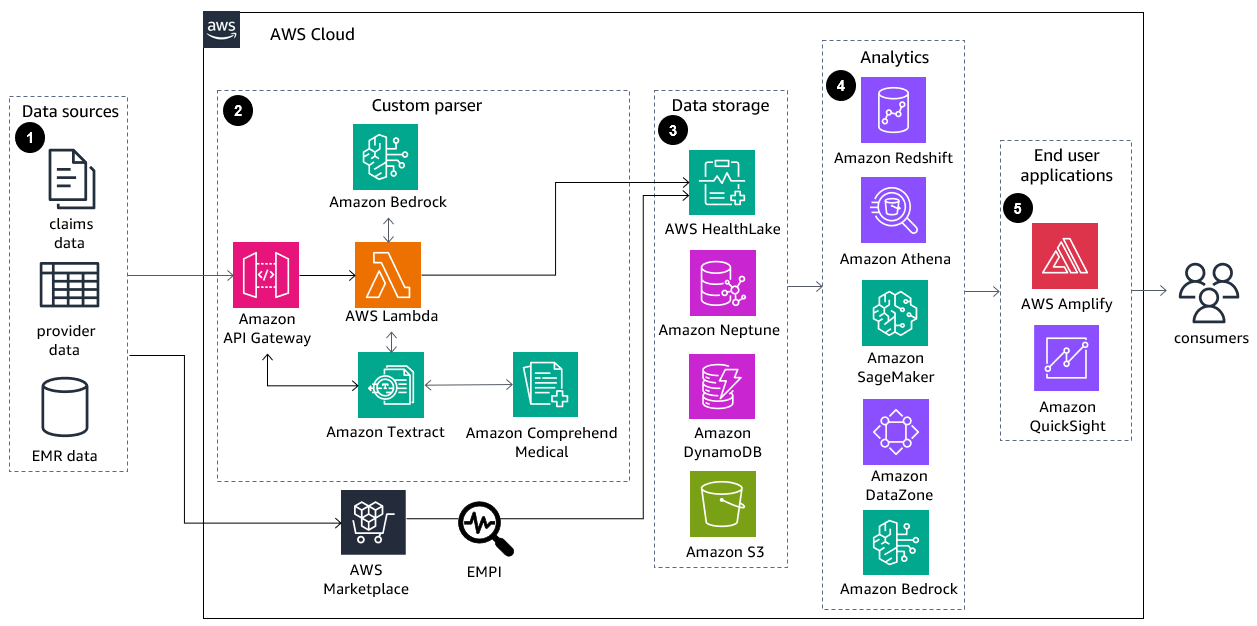 aws
AWS Cloud
Data sources
1
claims
data
provider
data
EMR data
2
Custom parser
Amazon Bedrock
Amazon
API Gateway
AWS Lambda
Amazon Textract
Amazon Comprehend
Medical
AWS
Marketplace
EMPI
Data storage
3
AWS HealthLake
Amazon Neptune
Amazon
DynamoDB
Amazon S3
Analytics
4
Amazon Redshift
Amazon Athena
Amazon
SageMaker
Amazon
DataZone
Amazon Bedrock
End user
applications
5
AWS Amplify
Amazon
QuickSight
consumers